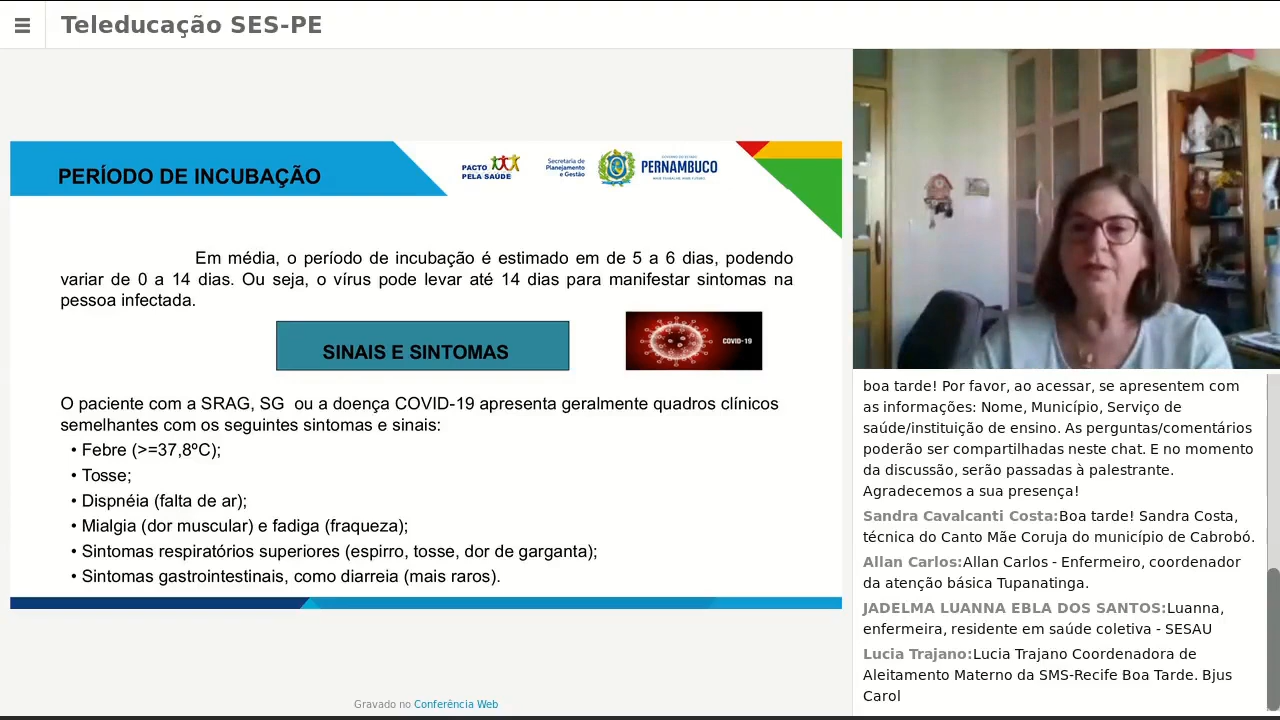 Teleducação SES-PE
PERÍODO DE INCUBAÇÃO
PACTO
PELA SAÚDE
Secretaria de
Planejamento
e Gestão
PERNAMBUCO
Em média, o período de incubação é estimado em de 5 a 6 dias, podendo
variar de 0 a 14 dias. Ou seja, o vírus pode levar até 14 dias para manifestar sintomas na
pessoa infectada.
SINAIS E SINTOMAS
COVID-19
O paciente com a SRAG, SG ou a doença COVID-19 apresenta geralmente quadros clínicos
semelhantes com os seguintes sintomas e sinais:
• Febre (>=37,8ºC);
• Tosse;
• Dispnéia (falta de ar);
• Mialgia (dor muscular) e fadiga (fraqueza);
• Sintomas respiratórios superiores (espirro, tosse, dor de garganta);
• Sintomas gastrointestinais, como diarreia (mais raros).
Gravado no Conferência Web
boa tarde! Por favor, ao acessar, se apresentem com
as informações: Nome, Município, Serviço de
saúde/instituição de ensino. As perguntas/comentários
poderão ser compartilhadas neste chat. E no momento
da discussão, serão passadas à palestrante.
Agradecemos a sua presença!
Sandra Cavalcanti Costa:Boa tarde! Sandra Costa,
técnica do Canto Mãe Coruja do município de Cabrobó.
Allan Carlos:Allan Carlos - Enfermeiro, coordenador
da atenção básica Tupanatinga.
JADELMA LUANNA EBLA DOS SANTOS:Luanna,
enfermeira, residente em saúde coletiva - SESAU
Lucia Trajano:Lucia Trajano Coordenadora de
Aleitamento Materno da SMS-Recife Boa Tarde. Bjus
Carol